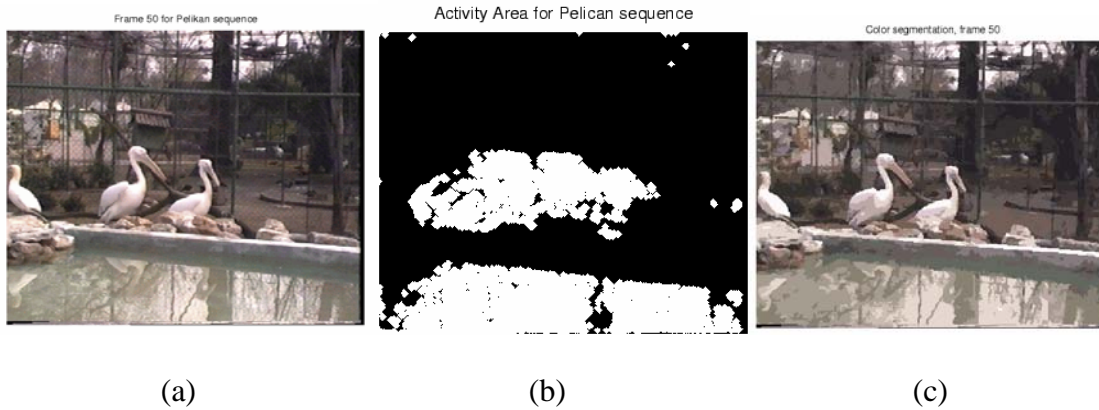 Frame 50 for Pelikan sequence
Activity Area for Pelican sequence
Color segmentation, frame 50
(a)
(b)
(c)